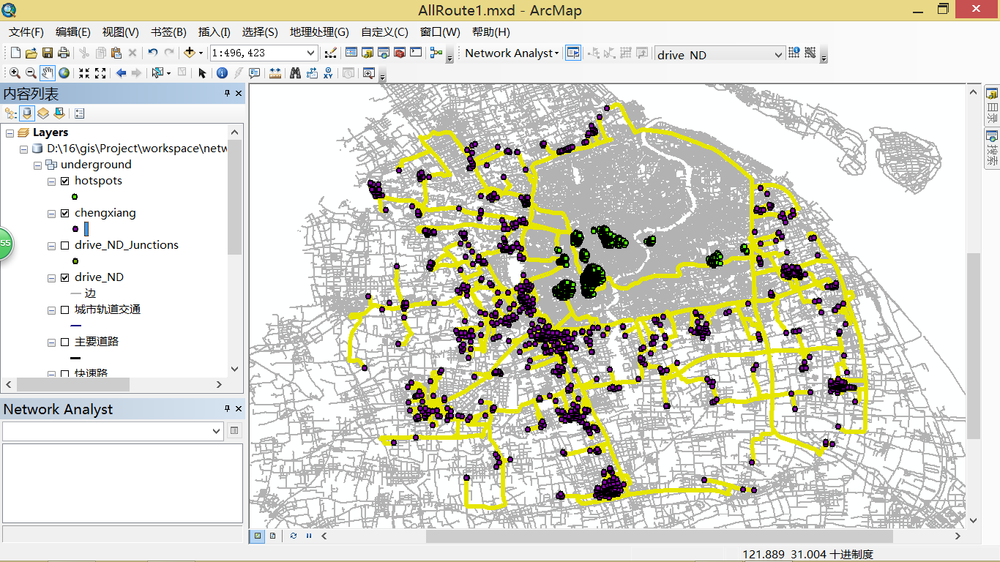 AllRoute1.mxd - ArcMap
文件(F) 编辑(E) 视图(V) 书签(B) 插入(I) 选择(S) 地理处理(G) 自定义(C) 窗口(W) 帮助(H)
1:496,423 Network Analyst drive_ND
内容列表
Layers
D:\16\gis\Project\workspace\netw
underground
hotspots
chengxiang
drive_ND_Junctions
drive_ND
边
城市轨道交通
主要道路
快速路
Network Analyst
55
目录
搜索
121.889 31.004 十进制度